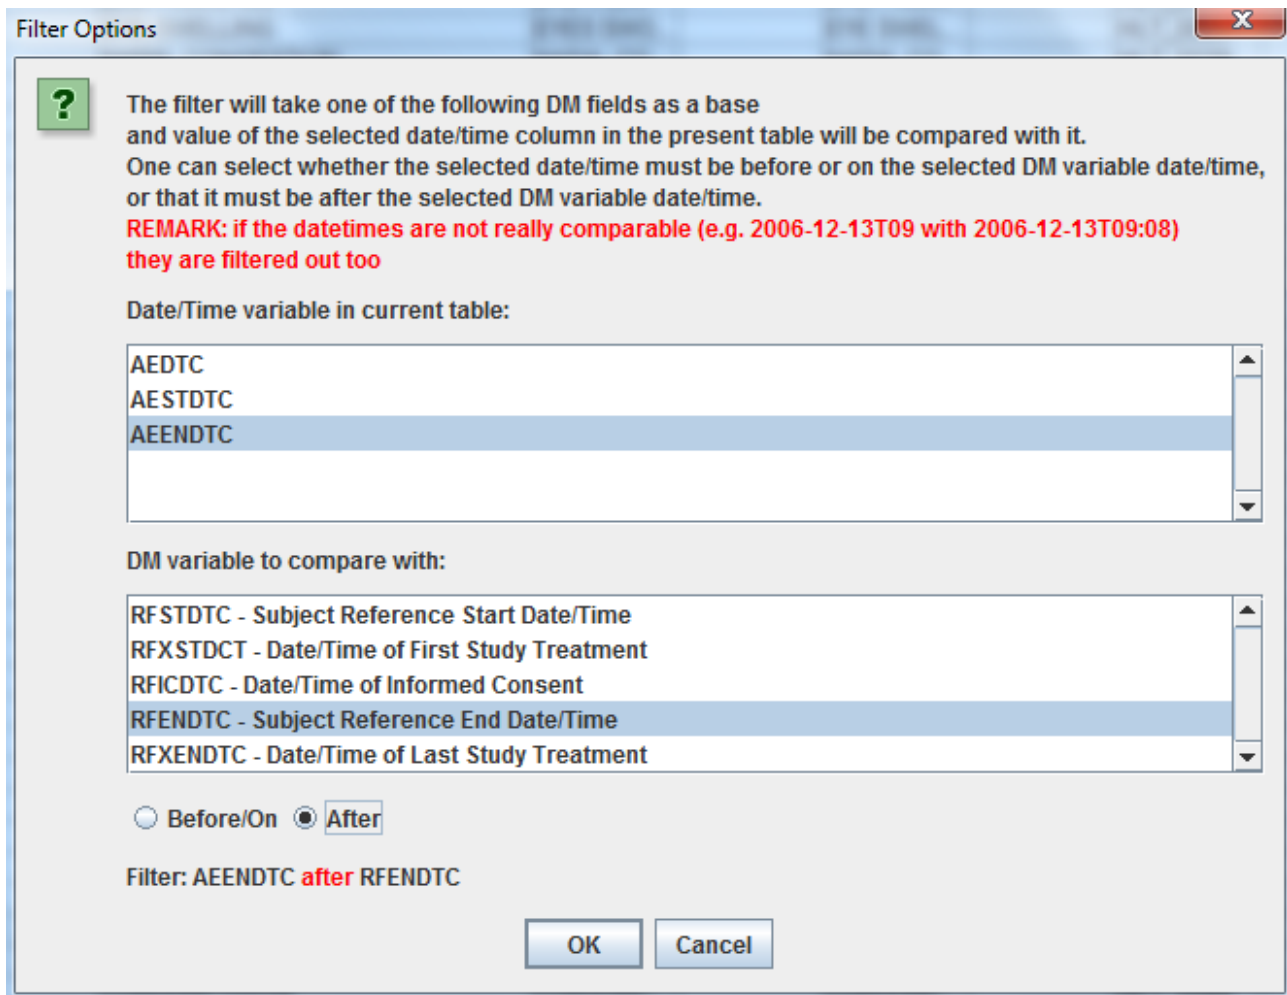 Filter Options
?
The filter will take one of the following DM fields as a base
and value of the selected date/time column in the present table will be compared with it.
One can select whether the selected date/time must be before or on the selected DM variable date/time,
or that it must be after the selected DM variable date/time.
REMARK: if the datetimes are not really comparable (e.g. 2006-12-13T09 with 2006-12-13T09:08)
they are filtered out too
Date/Time variable in current table:
AEDTC
AESTDTC
AEENDTC
DM variable to compare with:
RFSTDTC - Subject Reference Start Date/Time
RFXSTDCT - Date/Time of First Study Treatment
RFICDTC - Date/Time of Informed Consent
RFENDTC - Subject Reference End Date/Time
RFXENDTC - Date/Time of Last Study Treatment
Before/On After
Filter: AEENDTC after RFENDTC
OK Cancel